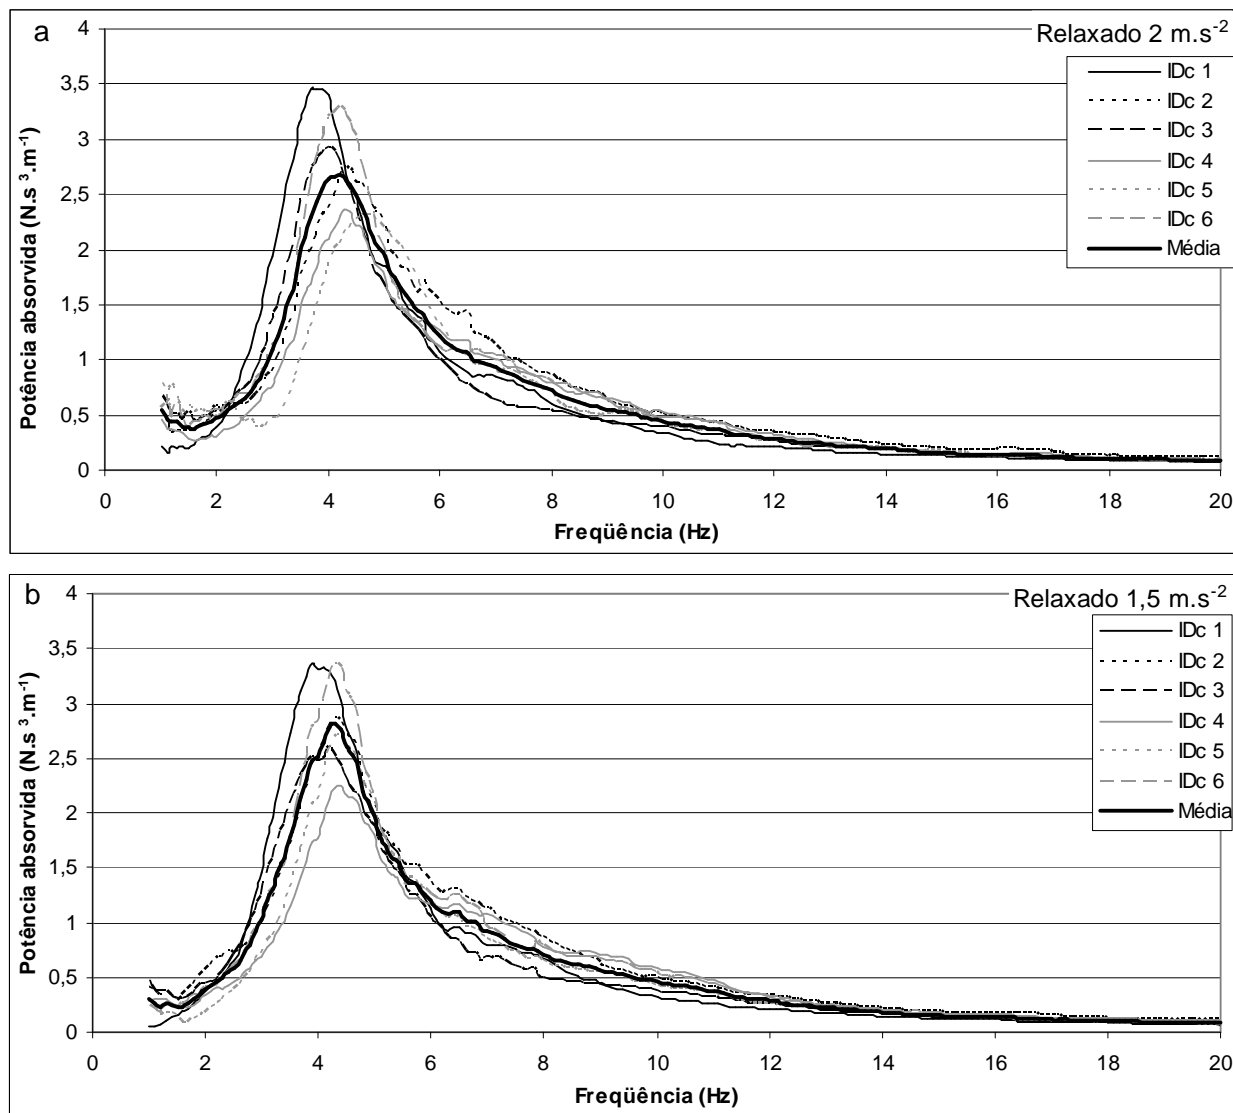 a
Relaxado 2 m.s-2
Potência absorvida (N.s 3.m-1)
4
3,5
3
2,5
2
1,5
1
0,5
0
0 2 4 6 8 10 12 14 16 18 20
Freqüência (Hz)
IDc 1
IDc 2
IDc 3
IDc 4
IDc 5
IDc 6
Média
b
Relaxado 1,5 m.s-2
Potência absorvida (N.s 3.m-1)
4
3,5
3
2,5
2
1,5
1
0,5
0
0 2 4 6 8 10 12 14 16 18 20
Freqüência (Hz)
IDc 1
IDc 2
IDc 3
IDc 4
IDc 5
IDc 6
Média